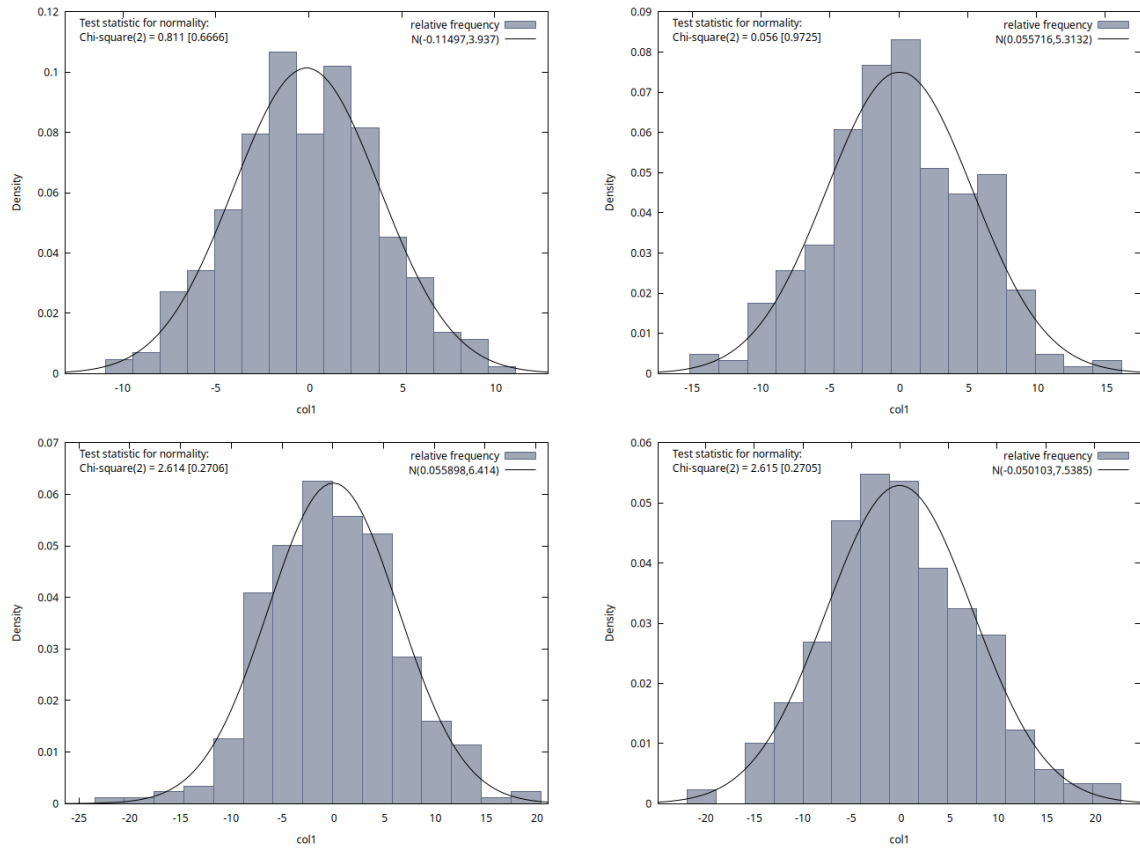 0.12
0.1
0.08
0.06
0.04
0.02
0
Density
Test statistic for normality:
Chi-square(2) = 0.811 [0.6666]
relative frequency
N(-0.11497,3.937)
-10
-5
0
5
10
col1
0.09
0.08
0.07
0.06
0.05
0.04
0.03
0.02
0.01
0
Density
Test statistic for normality:
Chi-square(2) = 0.056 [0.9725]
relative frequency
N(0.055716,5.3132)
-15
-10
-5
0
5
10
15
col1
0.07
0.06
0.05
0.04
0.03
0.02
0.01
0
Density
Test statistic for normality:
Chi-square(2) = 2.614 [0.2706]
relative frequency
N(0.055898,6.414)
-25
-20
-15
-10
-5
0
5
10
15
20
col1
0.06
0.05
0.04
0.03
0.02
0.01
0
Density
Test statistic for normality:
Chi-square(2) = 2.615 [0.2705]
relative frequency
N(-0.050103,7.5385)
-20
-15
-10
-5
0
5
10
15
20
col1